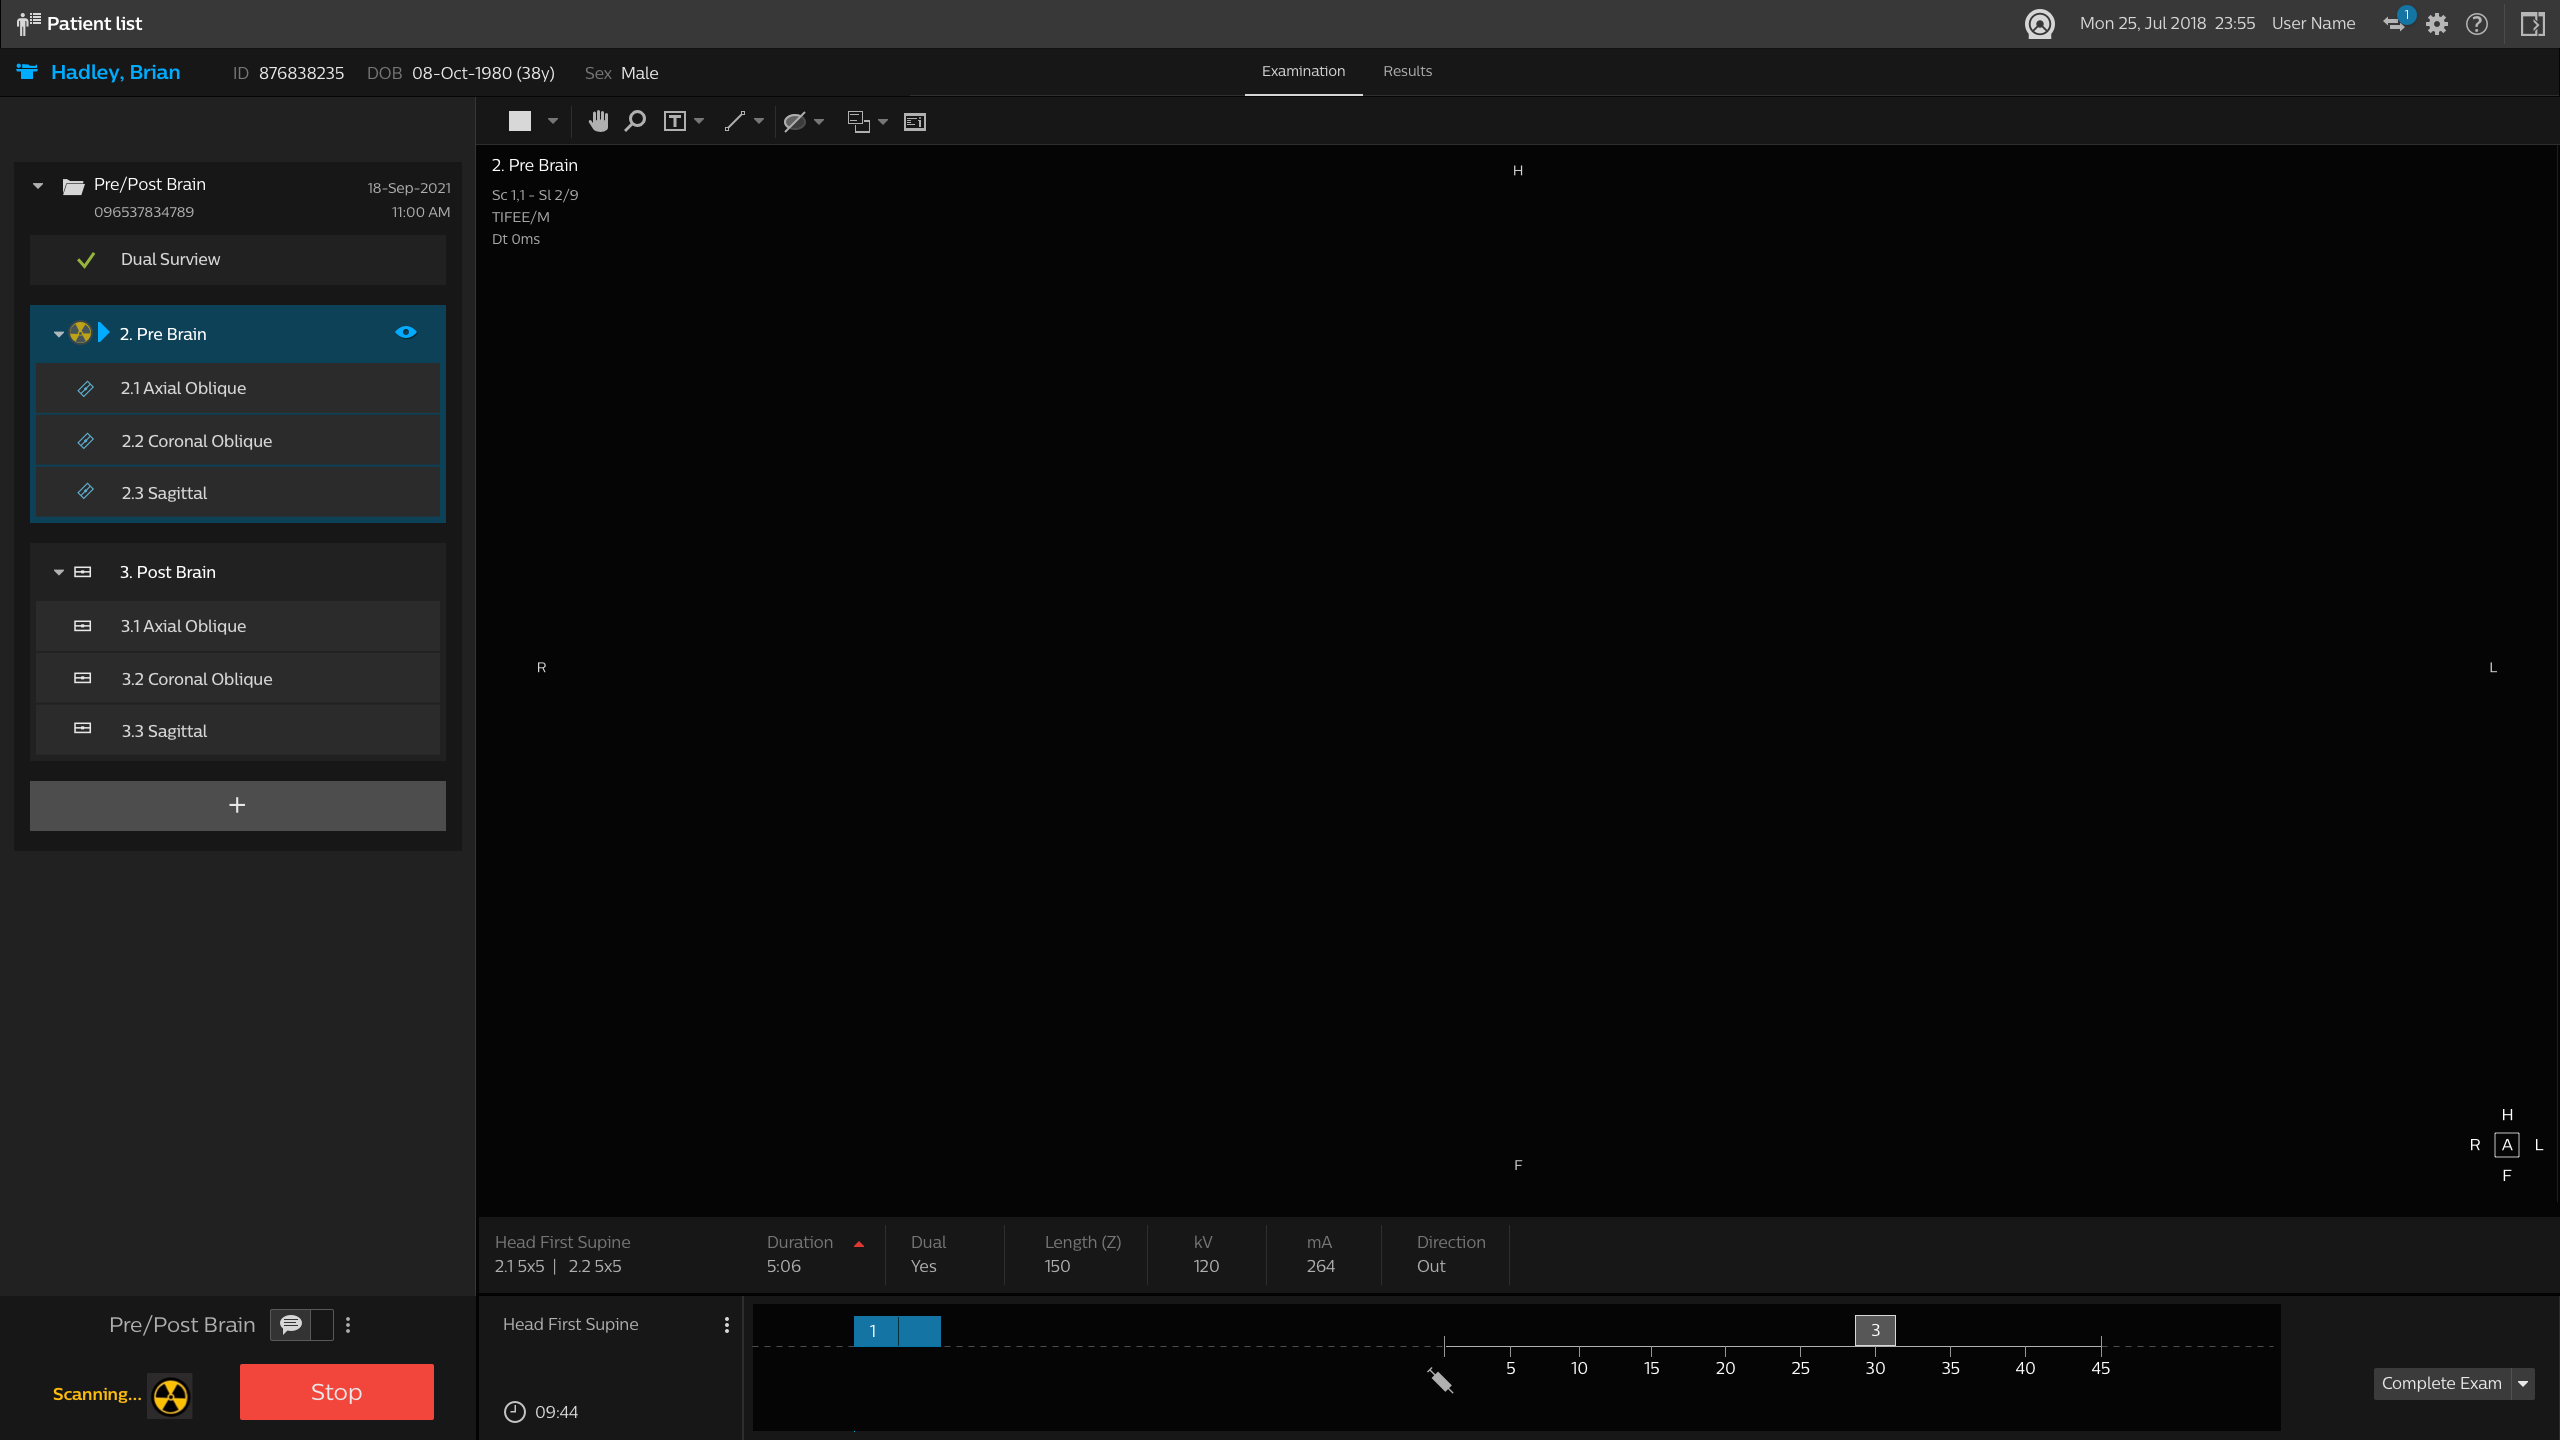 Patient list
Mon 25, Jul 2018 23:55 User Name 1
Hadley, Brian ID 876838235 DOB 08-Oct-1980 (38y) Sex Male
Examination Results
Pre/Post Brain 18-Sep-2021
096537834789 11:00 AM
Dual Surview
2. Pre Brain
2.1 Axial Oblique
2.2 Coronal Oblique
2.3 Sagittal
3. Post Brain
3.1 Axial Oblique
3.2 Coronal Oblique
3.3 Sagittal
+
T
2. Pre Brain
Sc 1,1 - Sl 2/9
TIFEE/M
Dt 0ms
H
R
L
F
H
R A L
F
Head First Supine Duration Dual Length (Z) kV mA Direction
2.1 5x5 | 2.2 5x5 5:06 Yes 150 120 264 Out
Pre/Post Brain
Scanning... Stop
Head First Supine
09:44
1 3
5 10 15 20 25 30 35 40 45
Complete Exam